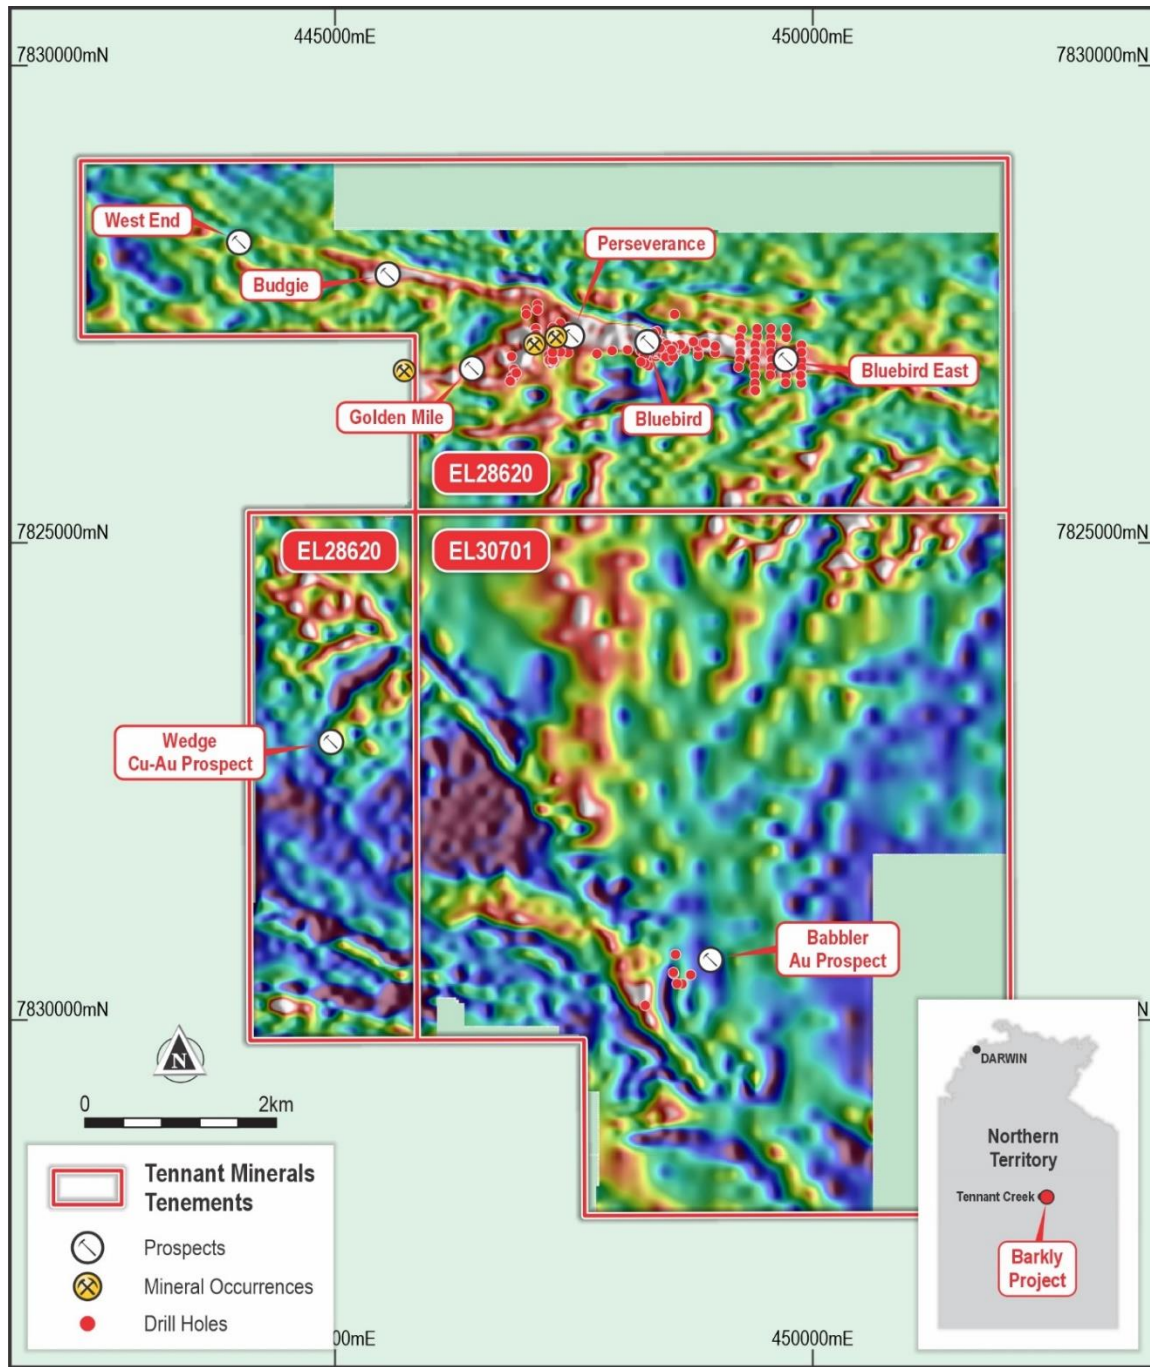 445000mE
450000mE
7830000mN
7830000mN
West End
Perseverance
Budgie
Bluebird East
Golden Mile
Bluebird
EL28620
7825000mN
7825000mN
EL28620
EL30701
Wedge
Cu-Au Prospect
Babbler
Au Prospect
7830000mN
mN
N
0
2km
Tennant Minerals
Tenements
Prospects
Mineral Occurrences
Drill Holes
00mE
450000mE
DARWIN
Northern
Territory
Tennant Creek
Barkly
Project